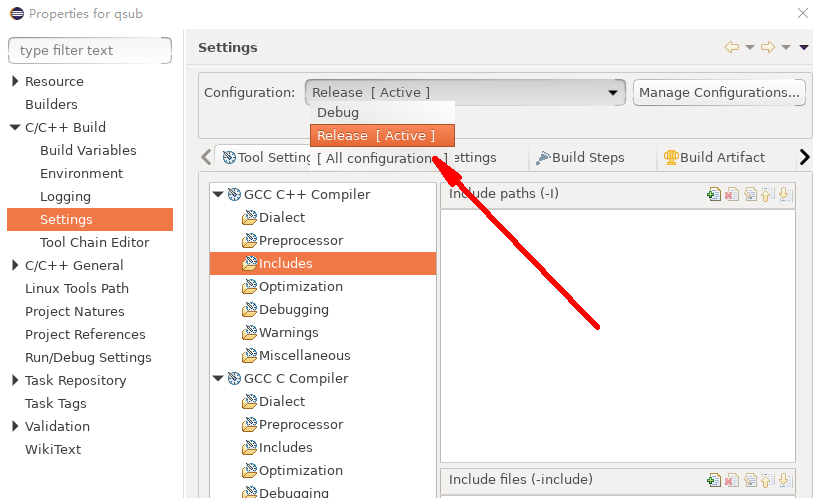 Properties for qsub
type filter text
Resource
Builders
C/C++ Build
Build Variables
Environment
Logging
Settings
Tool Chain Editor
C/C++ General
Linux Tools Path
Project Natures
Project References
Run/Debug Settings
Task Repository
Task Tags
Validation
WikiText
Settings
Configuration: Release [ Active ] Manage Configurations...
Debug
Release [ Active ]
[ All configuration ]
Tool Setting ettings Build Steps Build Artifact
GCC C++ Compiler
Dialect
Preprocessor
Includes
Optimization
Debugging
Warnings
Miscellaneous
GCC C Compiler
Dialect
Preprocessor
Includes
Optimization
Debugging
Include paths (-I)
Include files (-include)